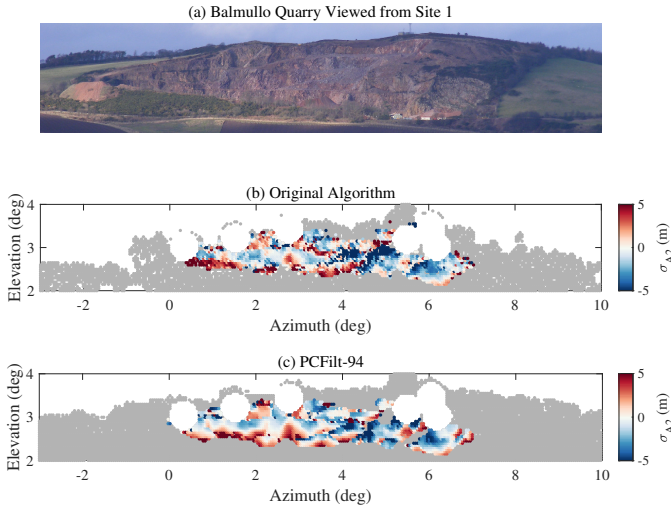 (a) Balmullo Quarry Viewed from Site 1
(b) Original Algorithm
Elevation (deg)
4
3
2
-2
0
2
4
6
8
10
Azimuth (deg)
5
0
-5
σ_A2 (m)
(c) PCFilt-94
Elevation (deg)
4
3
2
-2
0
2
4
6
8
10
Azimuth (deg)
5
0
-5
σ_A2 (m)